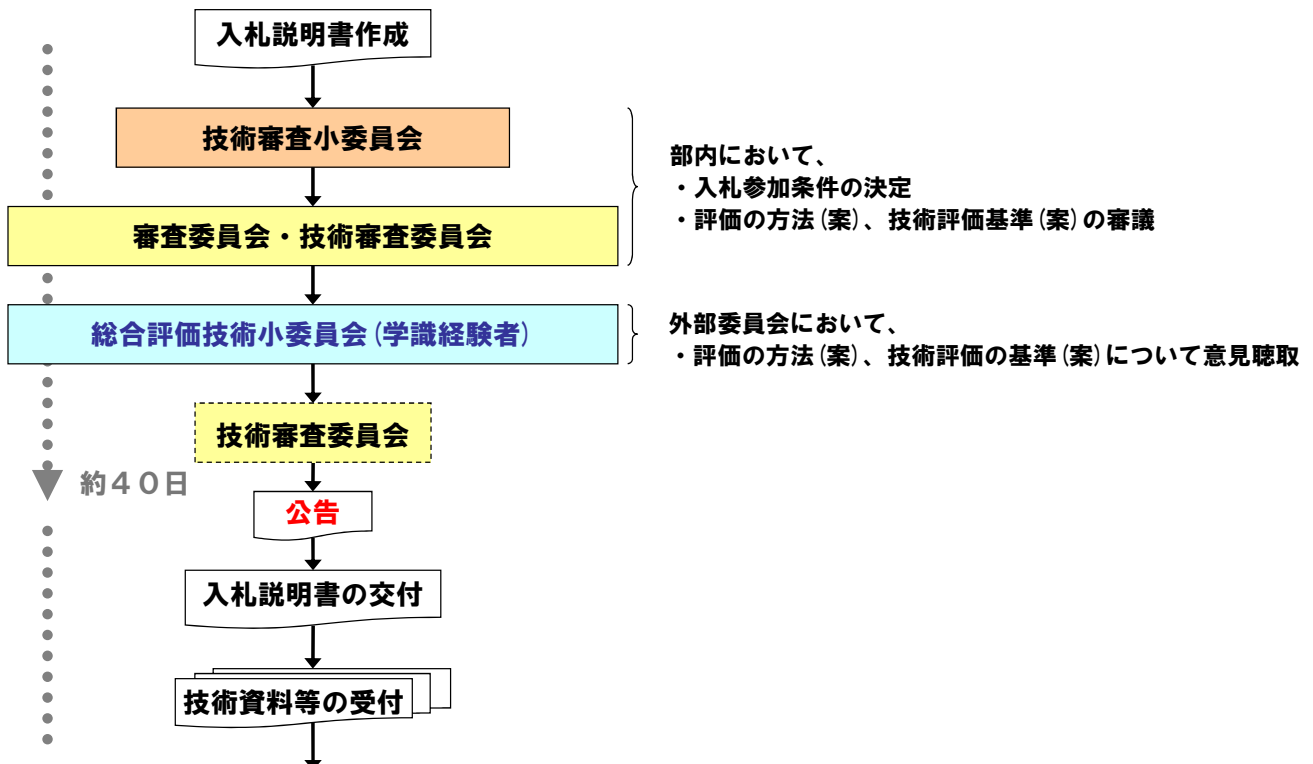 入札説明書作成
技術審査小委員会
部内において、
・入札参加条件の決定
・評価の方法(案)、技術評価基準(案)の審議
審査委員会・技術審査委員会
総合評価技術小委員会(学識経験者)
外部委員会において、
・評価の方法(案)、技術評価の基準(案)について意見聴取
技術審査委員会
約４０日
公告
入札説明書の交付
技術資料等の受付